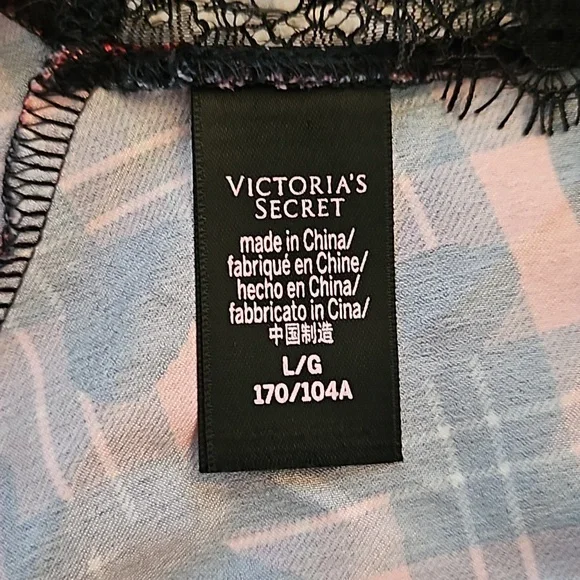 VICTORIA'S
SECRET
made in China/
fabriqué en Chine/
hecho en China/
fabbricato in Cina/
中国制造
L/G
170/104A